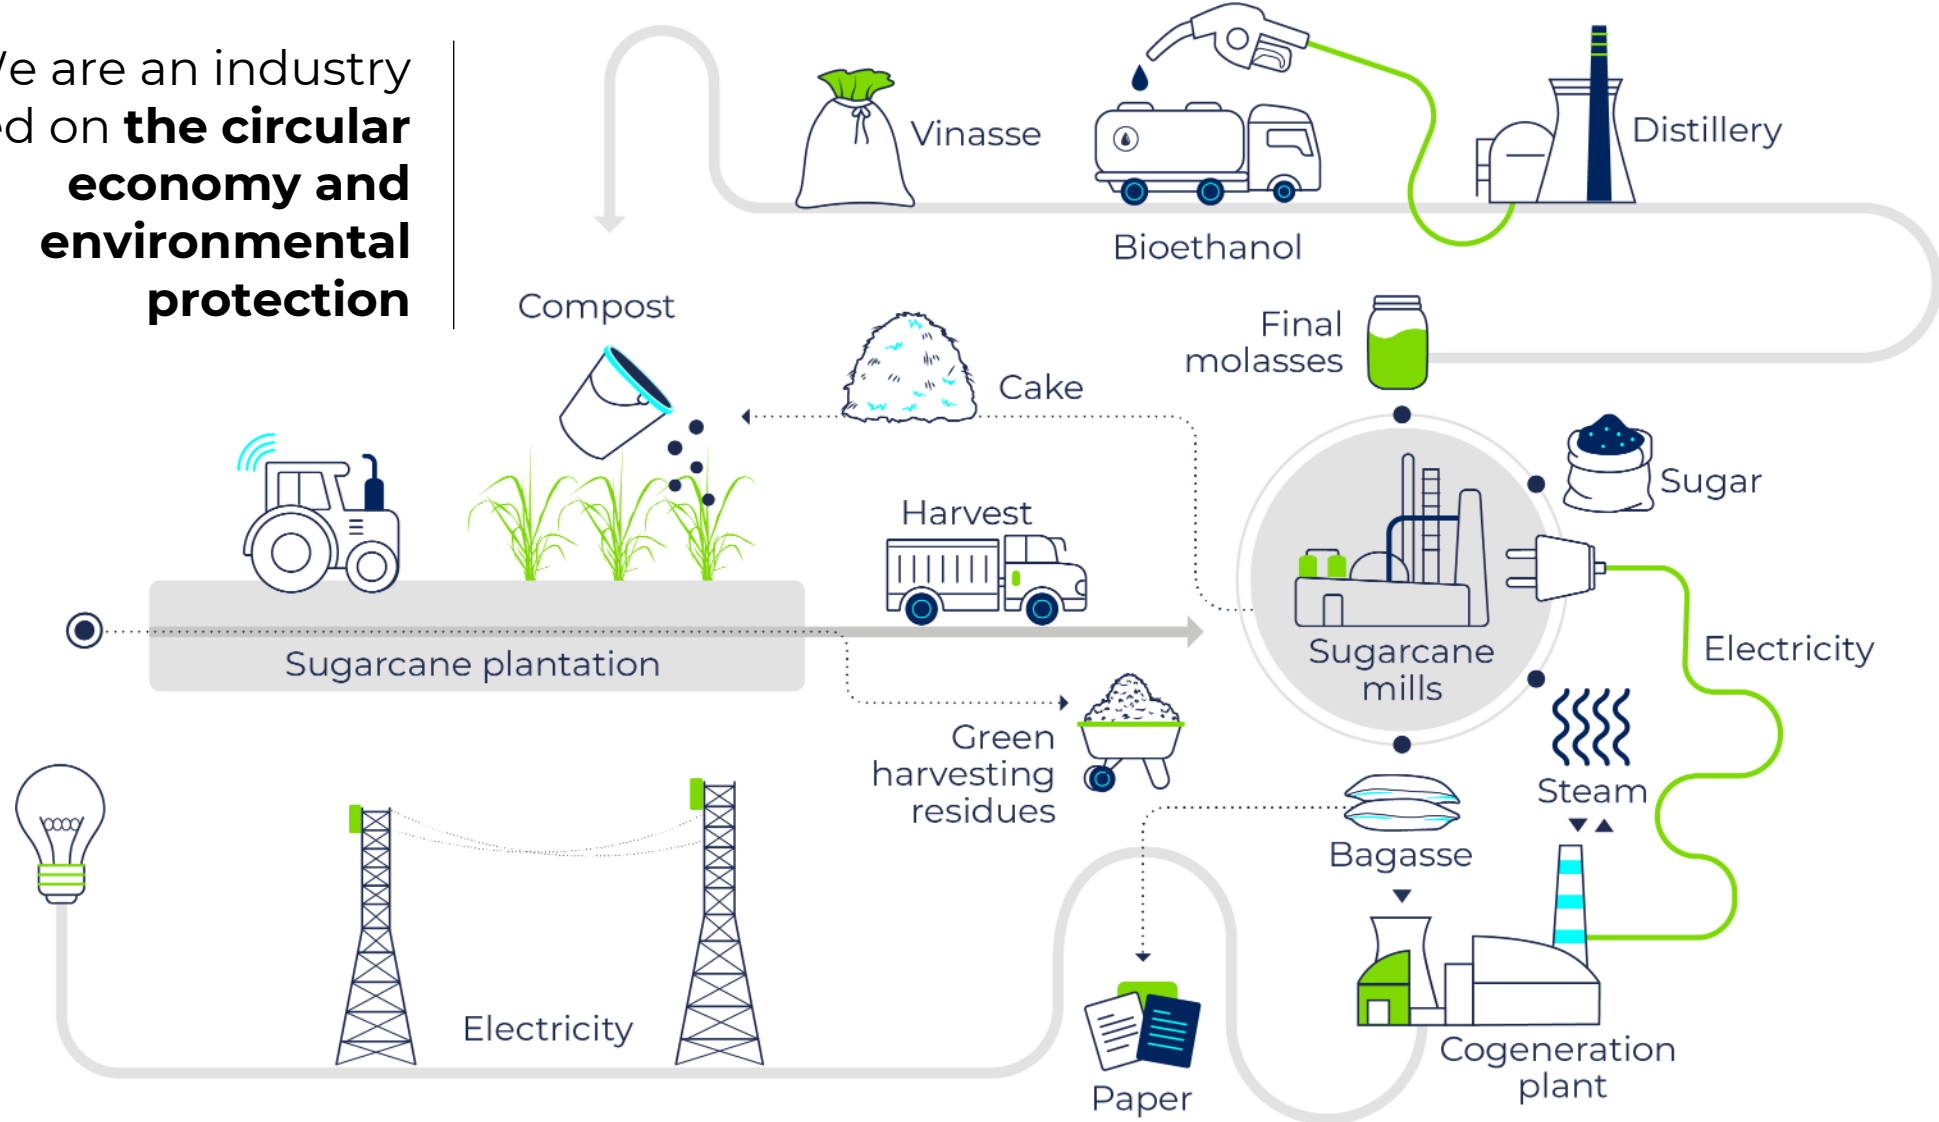 are an industry
on the circular
economy and
environmental
protection
Vinasse
Bioethanol
Distillery
Compost
Cake
Final
molasses
Sugar
Harvest
Sugarcane plantation
Sugarcane
mills
Electricity
Green
harvesting
residues
Steam
Bagasse
Electricity
Paper
Cogeneration
plant